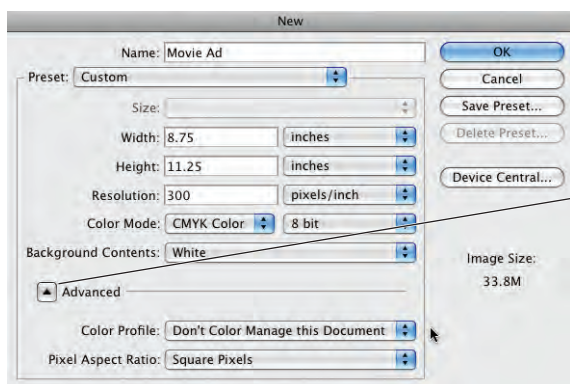 New
Name: Movie Ad
OK
Preset: Custom
Cancel
Size:
Save Preset...
Width: 8.75 inches
Delete Preset...
Height: 11.25 inches
Device Central...
Resolution: 300 pixels/inch
Color Mode: CMYK Color 8 bit
Background Contents: White
Image Size:
33.8M
Advanced
Color Profile: Don't Color Manage this Document
Pixel Aspect Ratio: Square Pixels